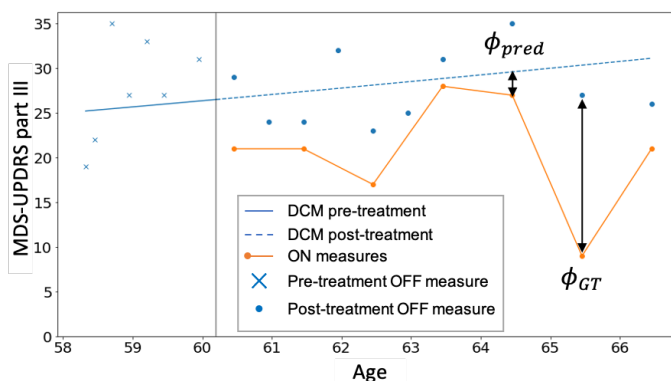 MDS-UPDRS part III
35
30
25
20
15
10
5
0
58 59 60 61 62 63 64 65 66
Age
ϕpred
ϕGT
DCM pre-treatment
DCM post-treatment
ON measures
Pre-treatment OFF measure
Post-treatment OFF measure